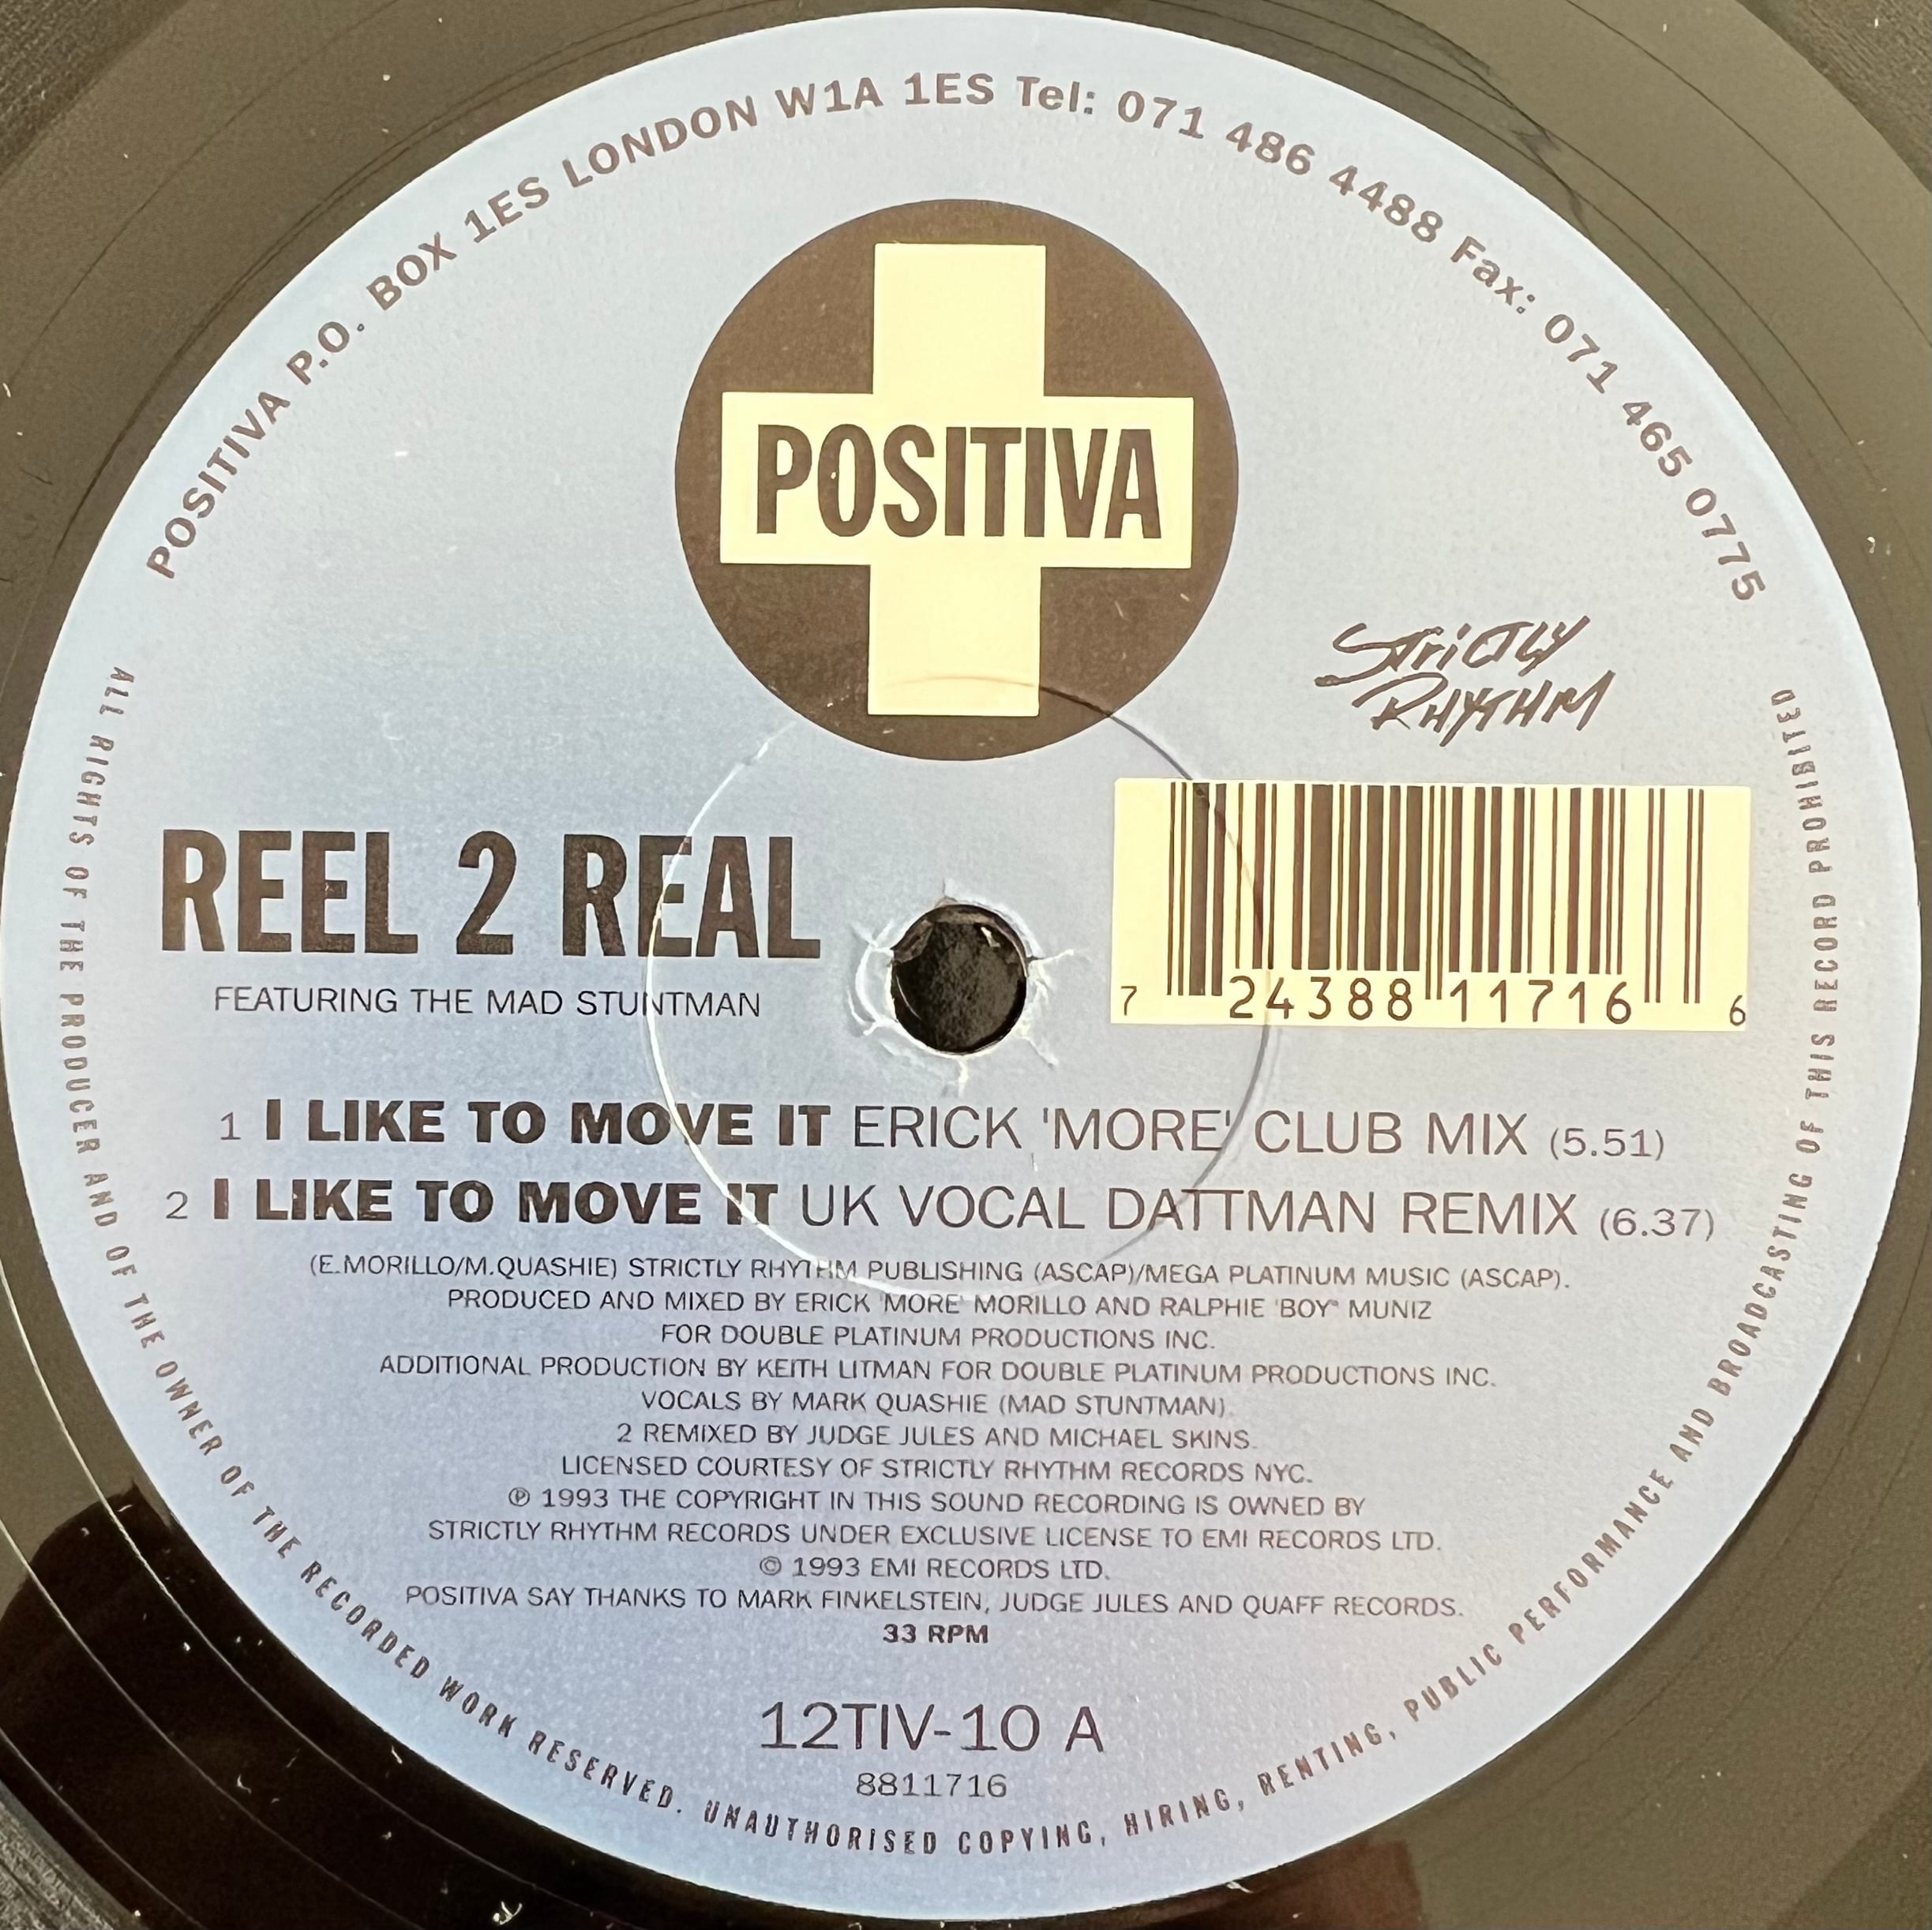 POSITIVA P.O. BOX 1ES LONDON W1A 1ES Tel: 071 486 4488 Fax: 071 465 0775
POSITIVA
STRICTLY
RHYTHM
REEL 2 REAL
FEATURING THE MAD STUNTMAN
7 24388 11716 6
1 I LIKE TO MOVE IT ERICK 'MORE' CLUB MIX (5.51)
2 I LIKE TO MOVE IT UK VOCAL DATTMAN REMIX (6.37)
(E.MORILLO/M.QUASHIE) STRICTLY RHYTHM PUBLISHING (ASCAP)/MEGA PLATINUM MUSIC (ASCAP).
PRODUCED AND MIXED BY ERICK 'MORE' MORILLO AND RALPHIE 'BOY' MUNIZ
FOR DOUBLE PLATINUM PRODUCTIONS INC.
ADDITIONAL PRODUCTION BY KEITH LITMAN FOR DOUBLE PLATINUM PRODUCTIONS INC.
VOCALS BY MARK QUASHIE (MAD STUNTMAN).
2 REMIXED BY JUDGE JULES AND MICHAEL SKINS.
LICENSED COURTESY OF STRICTLY RHYTHM RECORDS NYC.
℗ 1993 THE COPYRIGHT IN THIS SOUND RECORDING IS OWNED BY
STRICTLY RHYTHM RECORDS UNDER EXCLUSIVE LICENSE TO EMI RECORDS LTD.
© 1993 EMI RECORDS LTD.
POSITIVA SAY THANKS TO MARK FINKELSTEIN, JUDGE JULES AND QUAFF RECORDS.
33 RPM
12TIV-10 A
8811716
ALL RIGHTS OF THE PRODUCER AND OF THE OWNER OF THE RECORDED WORK RESERVED. UNAUTHORISED COPYING, HIRING, RENTING, PUBLIC PERFORMANCE AND BROADCASTING OF THIS RECORD PROHIBITED